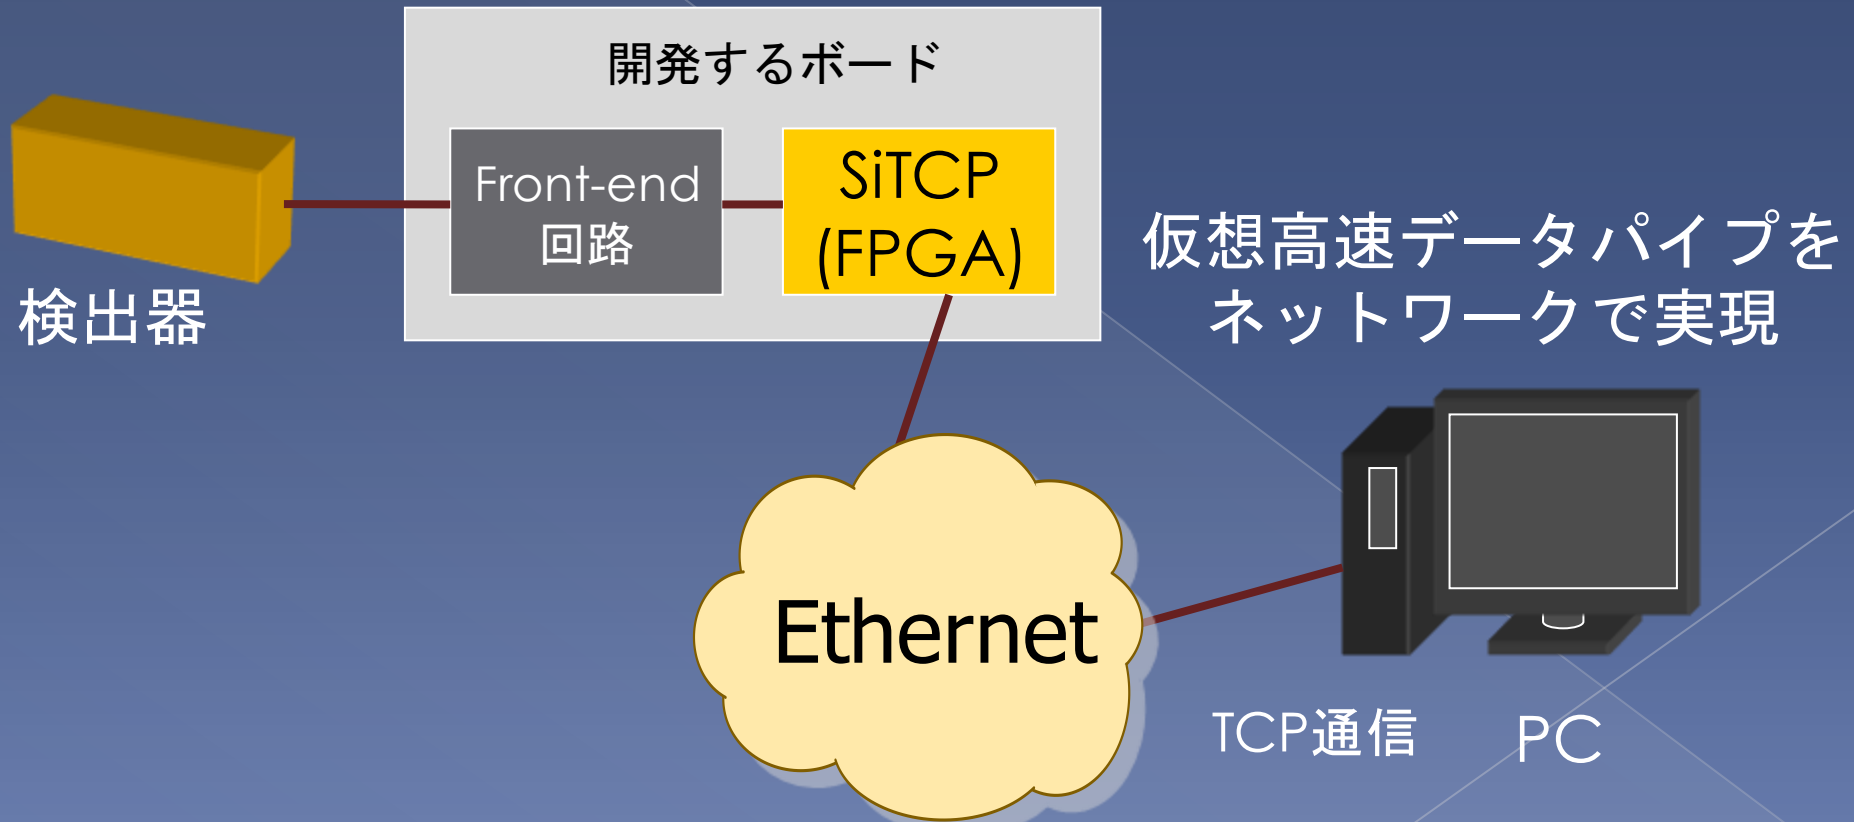 開発するボード
Front-end
回路
SiTCP
(FPGA)
検出器
仮想高速データパイプを
ネットワークで実現
Ethernet
TCP通信
PC